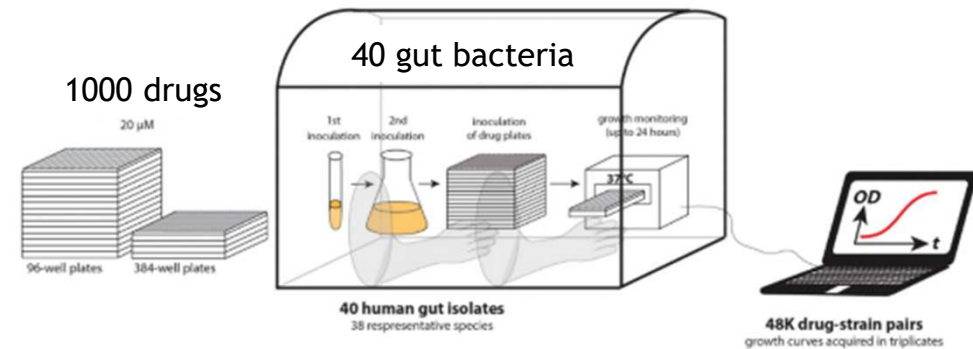 1000 drugs
20 µM
96-well plates
384-well plates
40 gut bacteria
1st
inoculation
2nd
inoculation
inoculation
of drug plates
growth monitoring
(up to 24 hours)
37°C
40 human gut isolates
38 respresentative species
OD
t
48K drug-strain pairs
growth curves acquired in triplicates